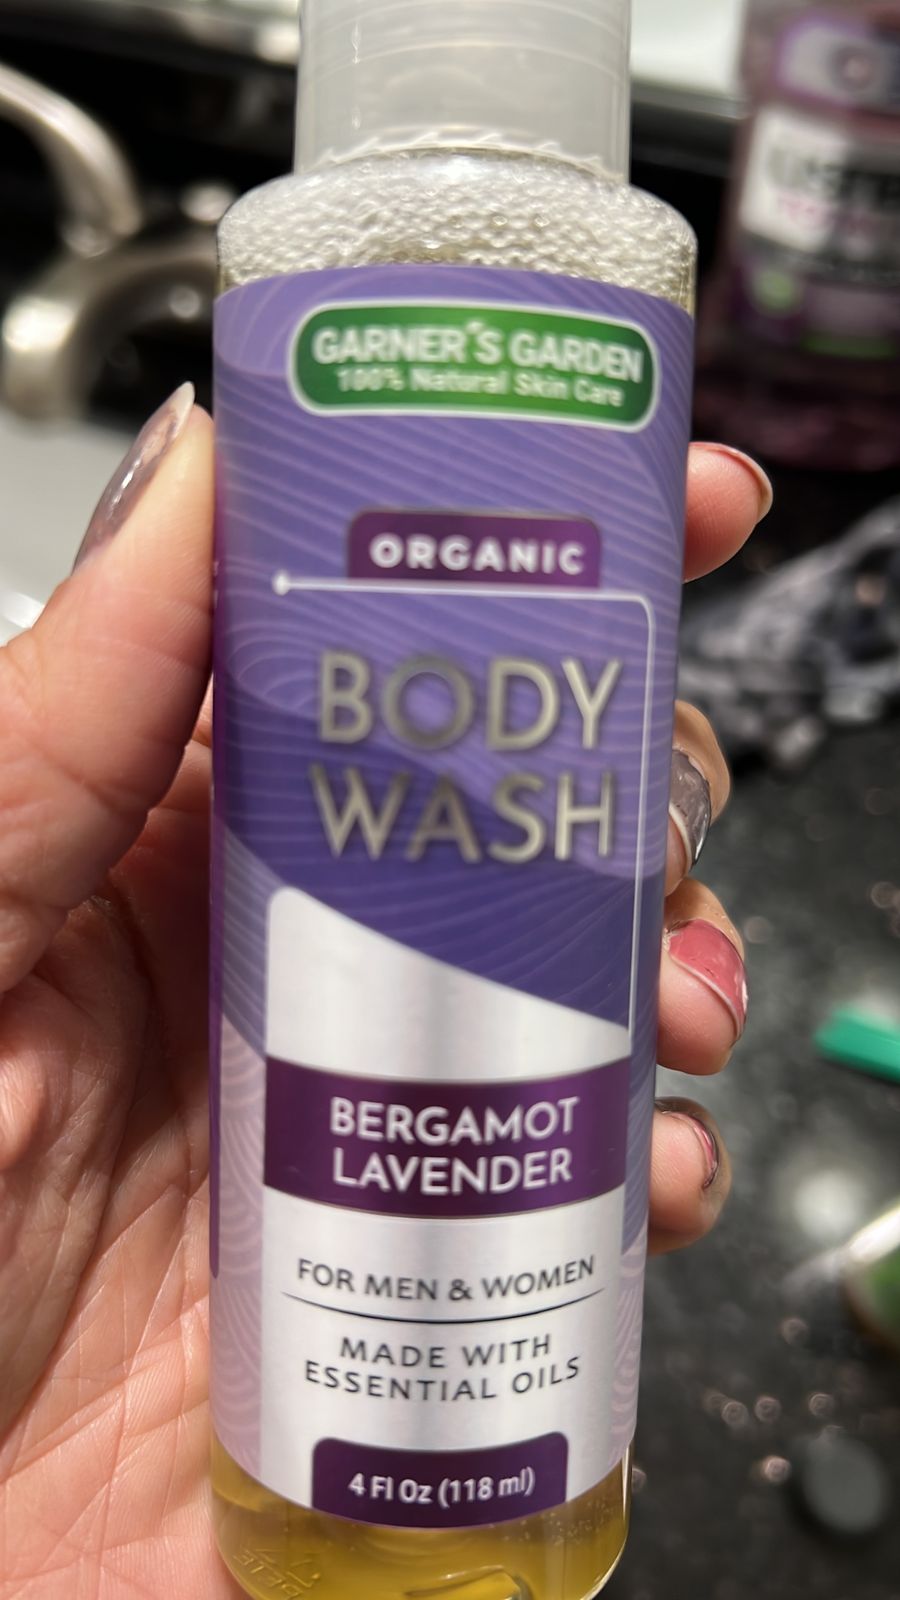 GARNER'S GARDEN
100% Natural Skin Care
ORGANIC
BODY
WASH
BERGAMOT
LAVENDER
FOR MEN & WOMEN
MADE WITH
ESSENTIAL OILS
4 Fl Oz (118 ml)